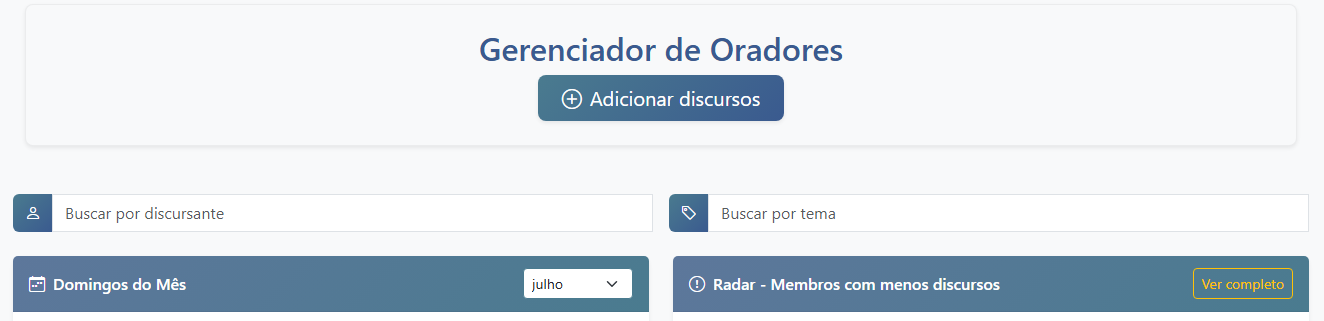 Gerenciador de Oradores
Adicionar discursos
Buscar por discursante
Buscar por tema
Domingos do Mês
julho
Radar - Membros com menos discursos
Ver completo